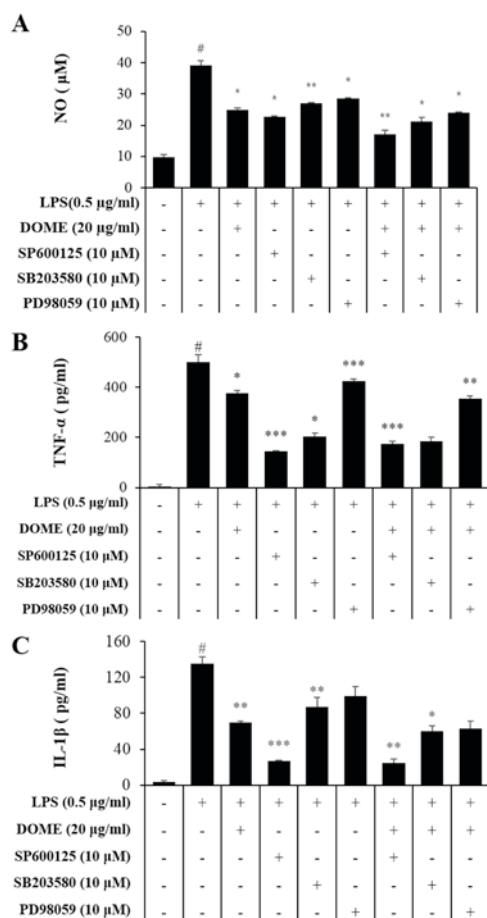 A
NO ( µM)
50
40
30
20
10
0
# * * ** * ** * *
LPS(0.5 µg/ml) - + + + + + + + +
DOME (20 µg/ml) - - + - - - + + +
SP600125 (10 µM) - - - + - - + - -
SB203580 (10 µM) - - - - + - - + -
PD98059 (10 µM) - - - - - + - - +
B
TNF-α ( pg/ml)
600
400
200
0
# * *** * *** *** **
LPS (0.5 µg/ml) - + + + + + + + +
DOME (20 µg/ml) - - + - - - + + +
SP600125 (10 µM) - - - + - - + - -
SB203580 (10 µM) - - - - + - - + -
PD98059 (10 µM) - - - - - + - - +
C
IL-1β ( pg/ml)
160
120
80
40
0
# ** *** ** ** *
LPS (0.5 µg/ml) - + + + + + + + +
DOME (20 µg/ml) - - + - - - + + +
SP600125 (10 µM) - - - + - - + - -
SB203580 (10 µM) - - - - + - - + -
PD98059 (10 µM) - - - - - + - - +